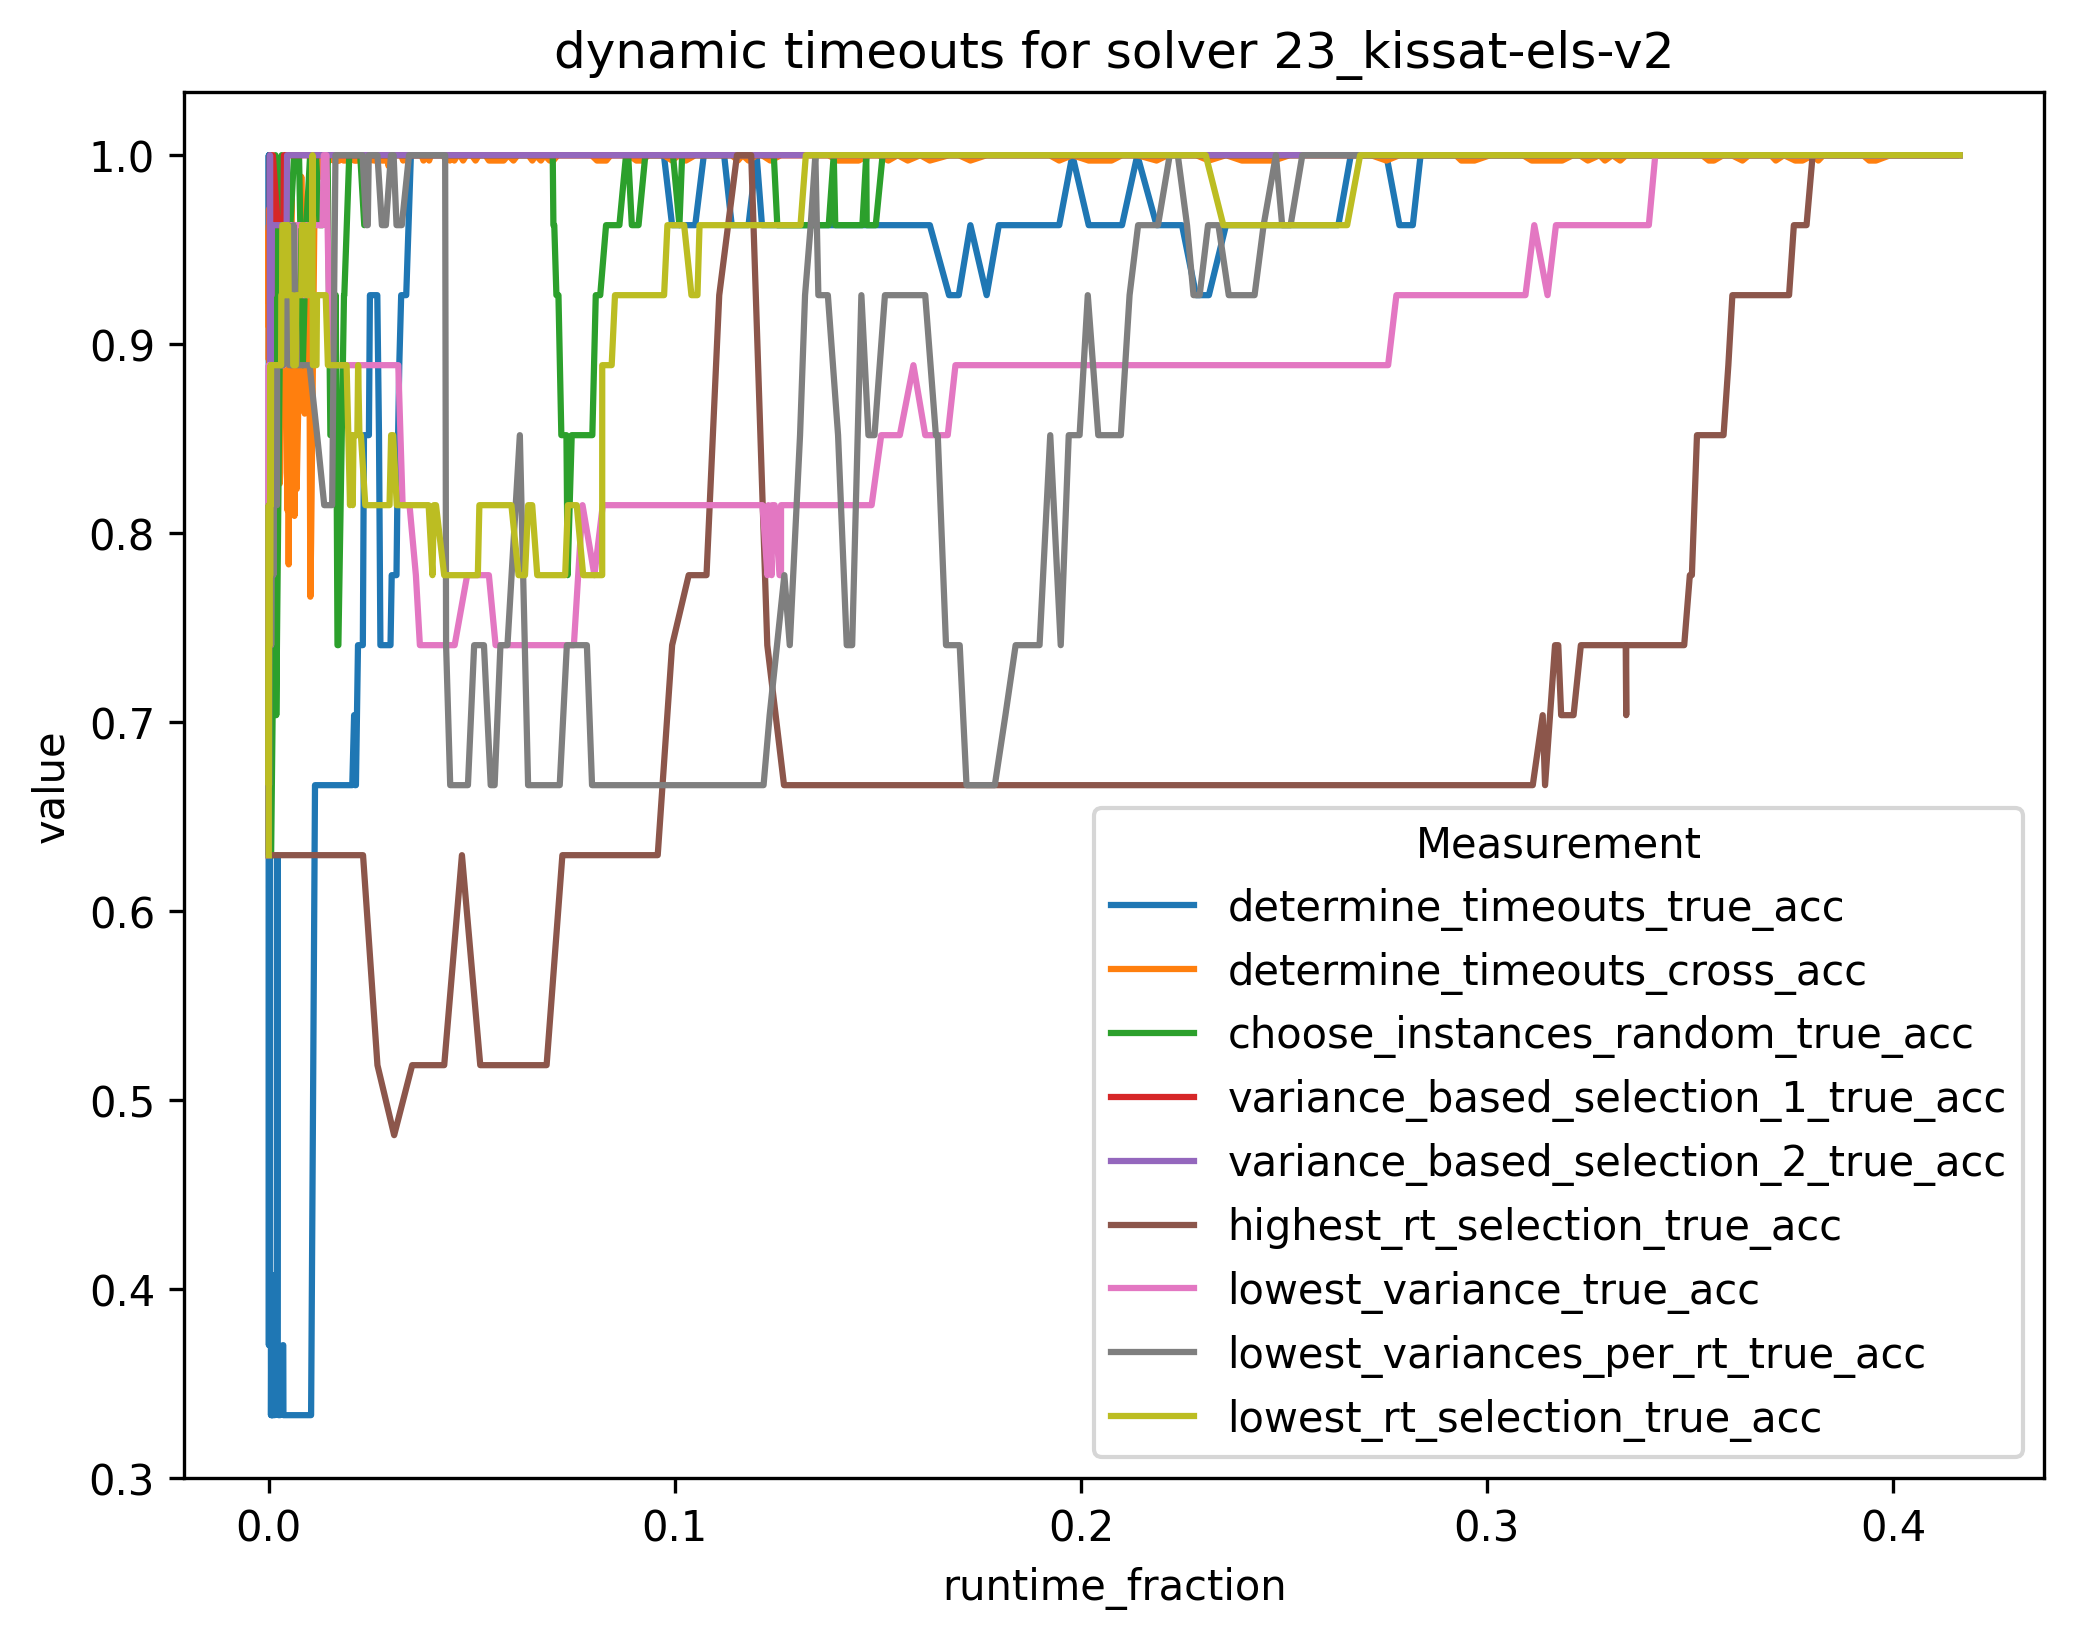 dynamic timeouts for solver 23_kissat-els-v2
1.0
0.9
0.8
0.7
0.6
0.5
0.4
0.3
value
Measurement
determine_timeouts_true_acc
determine_timeouts_cross_acc
choose_instances_random_true_acc
variance_based_selection_1_true_acc
variance_based_selection_2_true_acc
highest_rt_selection_true_acc
lowest_variance_true_acc
lowest_variances_per_rt_true_acc
lowest_rt_selection_true_acc
0.0 0.1 0.2 0.3 0.4
runtime_fraction